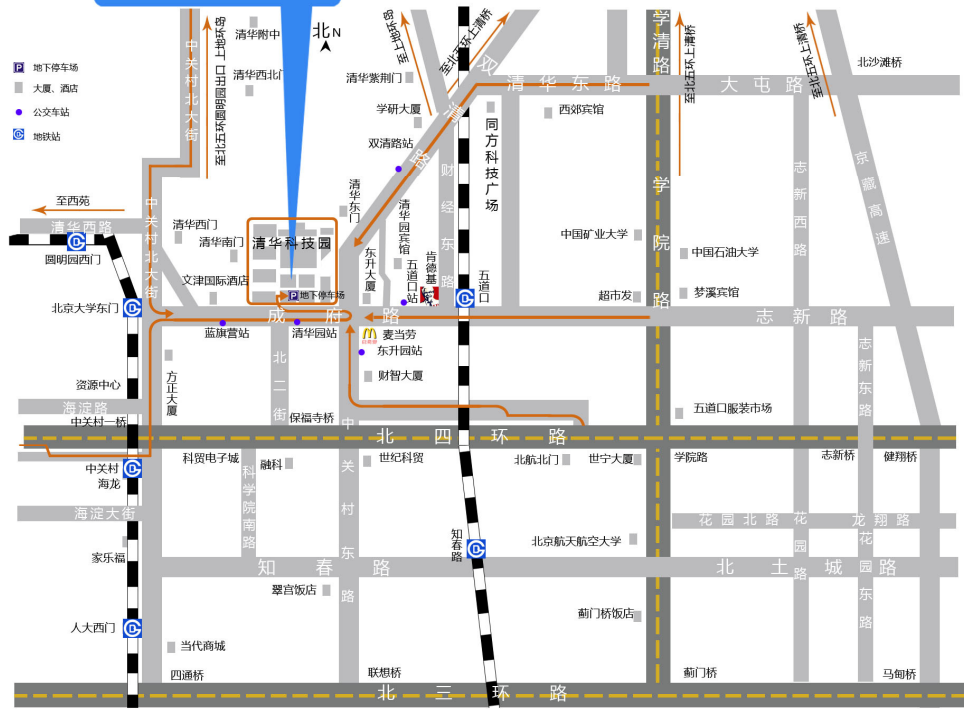 清华附中
北N
中关村北大街
至北五环圆明园出口 上地环岛
至上地环岛
至北五环上清桥
双清路
学清路
至北五环上清桥
至北五环上清桥
北沙滩桥
地下停车场
大厦、酒店
公交车站
地铁站
清华西北门
清华紫荆门
清华东路
大屯路
学研大厦
西郊宾馆
同方科技广场
双清路站
财经东路
志新西路
京藏高速
学院路
至西苑
清华西路
中关村北大街
清华西门
清华南门
清华东门
清华园宾馆
中国矿业大学
中国石油大学
圆明园西门
清华科技园
文津国际酒店
东升大厦
五道口站
肯德基
五道口
超市发
梦溪宾馆
地下停车场
北京大学东门
成府路
志新路
蓝旗营站
清华园站
麦当劳
东升园站
北二街
方正大厦
财智大厦
志新东路
资源中心
海淀路
中关村一桥
保福寺桥
五道口服装市场
北四环路
科贸电子城
融科
世纪科贸
北航北门
世宁大厦
学院路
志新桥
健翔桥
中关村
海龙
科学院南路
中关村东路
海淀大街
花园北路
龙翔路
知春路
北京航天航空大学
花园路
花园东路
家乐福
知春路
北土城路
翠宫饭店
蓟门桥饭店
人大西门
当代商城
四通桥
联想桥
蓟门桥
马甸桥
北三环路